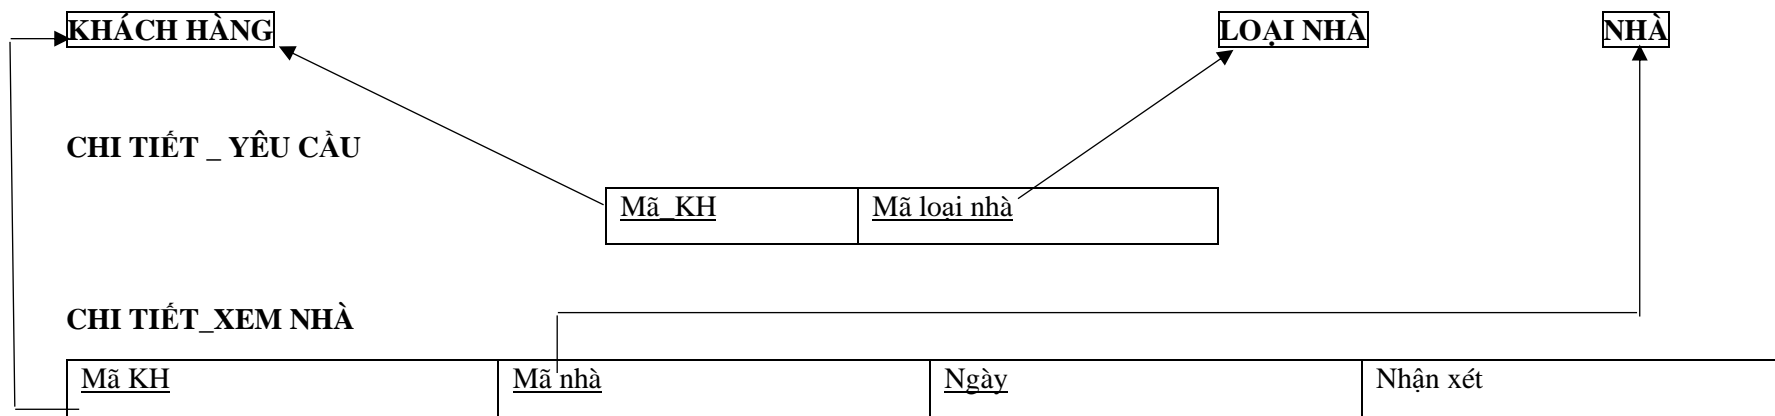 KHÁCH HÀNG LOẠI NHÀ NHÀ
CHI TIẾT _ YÊU CẦU
Mã_KH Mã loại nhà
CHI TIẾT_XEM NHÀ
Mã KH Mã nhà Ngày Nhận xét